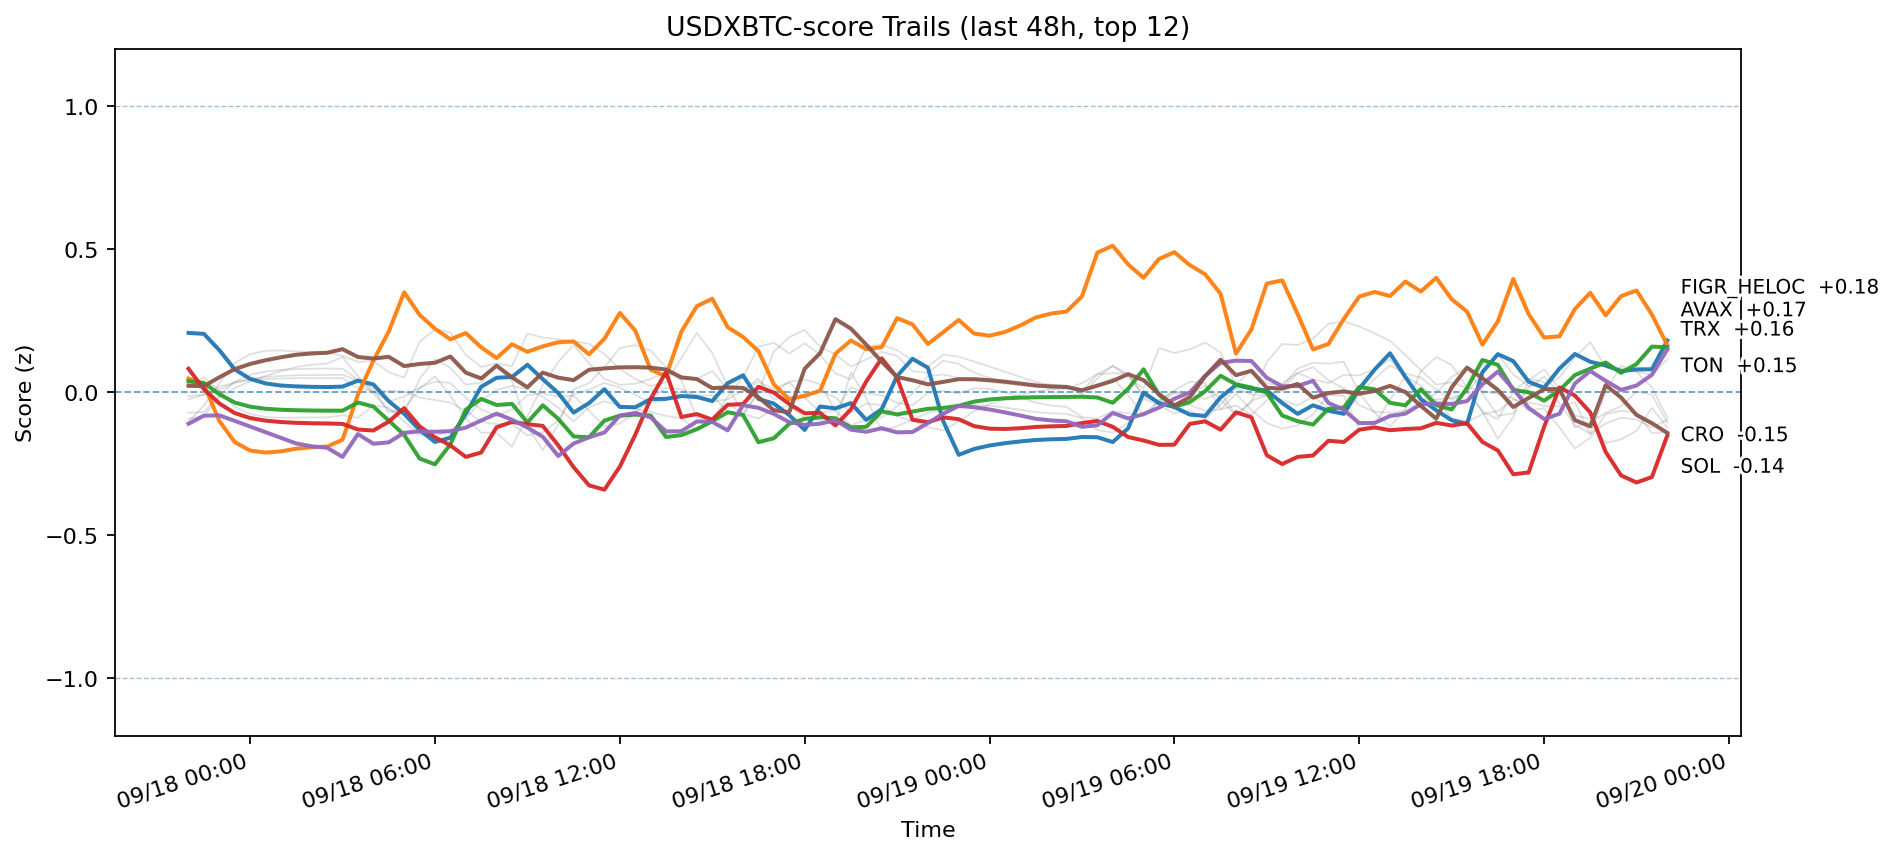 USDXBTC-score Trails (last 48h, top 12)
Score (z)
1.0
0.5
0.0
−0.5
−1.0
FIGR_HELOC +0.18
AVAX +0.17
TRX +0.16
TON +0.15
CRO -0.15
SOL -0.14
09/18 00:00
09/18 06:00
09/18 12:00
09/18 18:00
09/19 00:00
09/19 06:00
09/19 12:00
09/19 18:00
09/20 00:00
Time